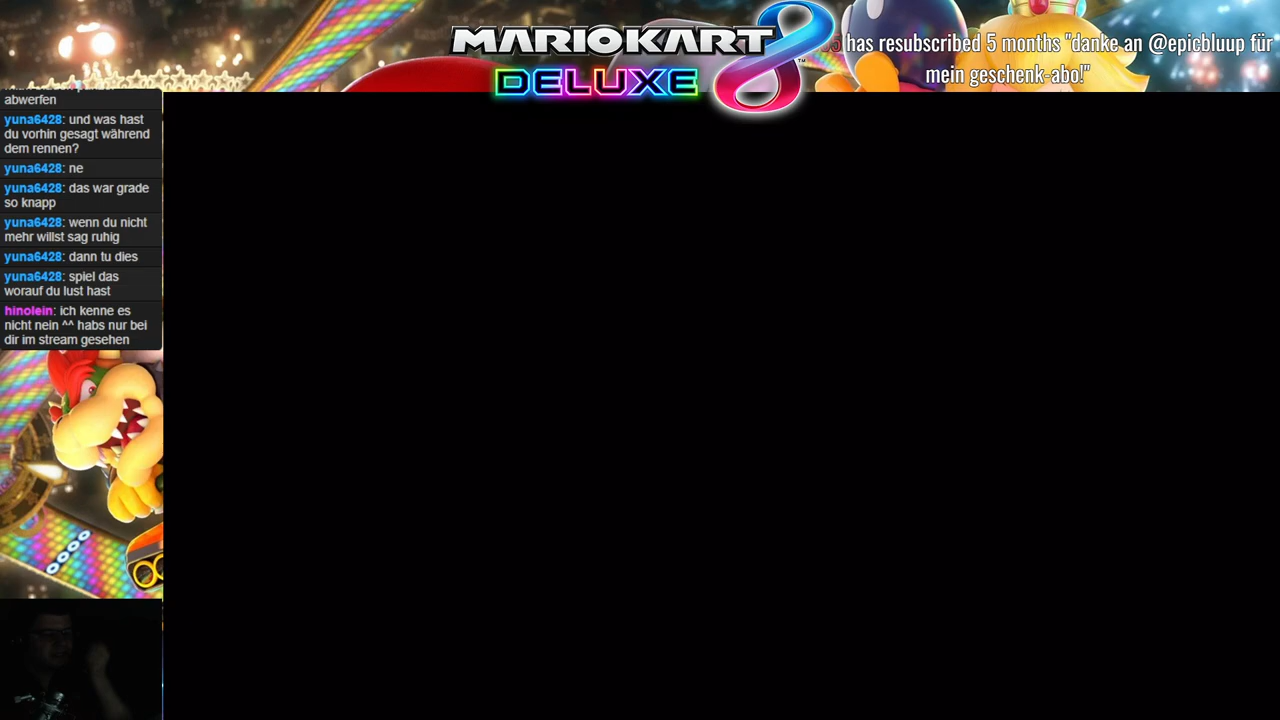 MARIOKART 8
DELUXE
™
has resubscribed 5 months "danke an @epicbluup für
mein geschenk-abo!"
abwerfen
yuna6428: und was hast
du vorhin gesagt während
dem rennen?
yuna6428: ne
yuna6428: das war grade
so knapp
yuna6428: wenn du nicht
mehr willst sag ruhig
yuna6428: dann tu dies
yuna6428: spiel das
worauf du lust hast
hinolein: ich kenne es
nicht nein ^^ habs nur bei
dir im stream gesehen